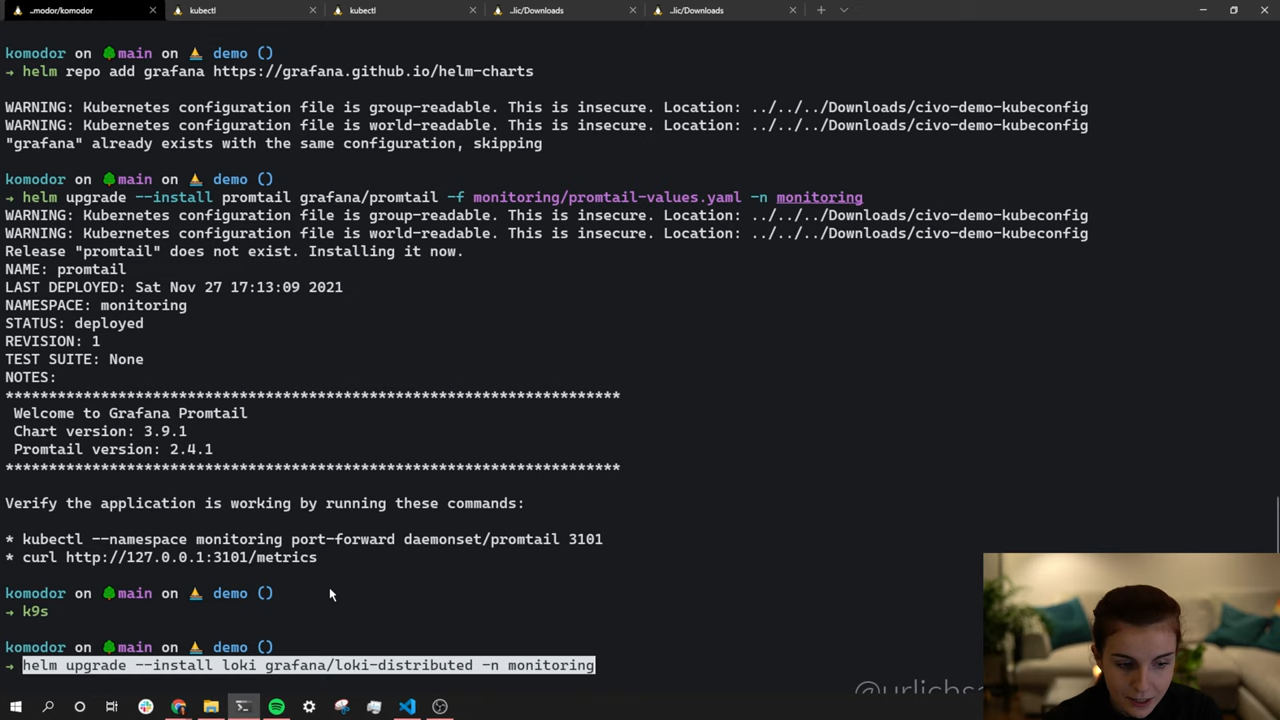 ..modor/komodor
kubectl
kubectl
..lic/Downloads
..lic/Downloads
komodor on main on demo ()
→ helm repo add grafana https://grafana.github.io/helm-charts
WARNING: Kubernetes configuration file is group-readable. This is insecure. Location: ../../../Downloads/civo-demo-kubeconfig
WARNING: Kubernetes configuration file is world-readable. This is insecure. Location: ../../../Downloads/civo-demo-kubeconfig
"grafana" already exists with the same configuration, skipping
komodor on main on demo ()
→ helm upgrade --install promtail grafana/promtail -f monitoring/promtail-values.yaml -n monitoring
WARNING: Kubernetes configuration file is group-readable. This is insecure. Location: ../../../Downloads/civo-demo-kubeconfig
WARNING: Kubernetes configuration file is world-readable. This is insecure. Location: ../../../Downloads/civo-demo-kubeconfig
Release "promtail" does not exist. Installing it now.
NAME: promtail
LAST DEPLOYED: Sat Nov 27 17:13:09 2021
NAMESPACE: monitoring
STATUS: deployed
REVISION: 1
TEST SUITE: None
NOTES:
***********************************************************************
Welcome to Grafana Promtail
Chart version: 3.9.1
Promtail version: 2.4.1
***********************************************************************
Verify the application is working by running these commands:
* kubectl --namespace monitoring port-forward daemonset/promtail 3101
* curl http://127.0.0.1:3101/metrics
komodor on main on demo ()
→ k9s
komodor on main on demo ()
→ helm upgrade --install loki grafana/loki-distributed -n monitoring